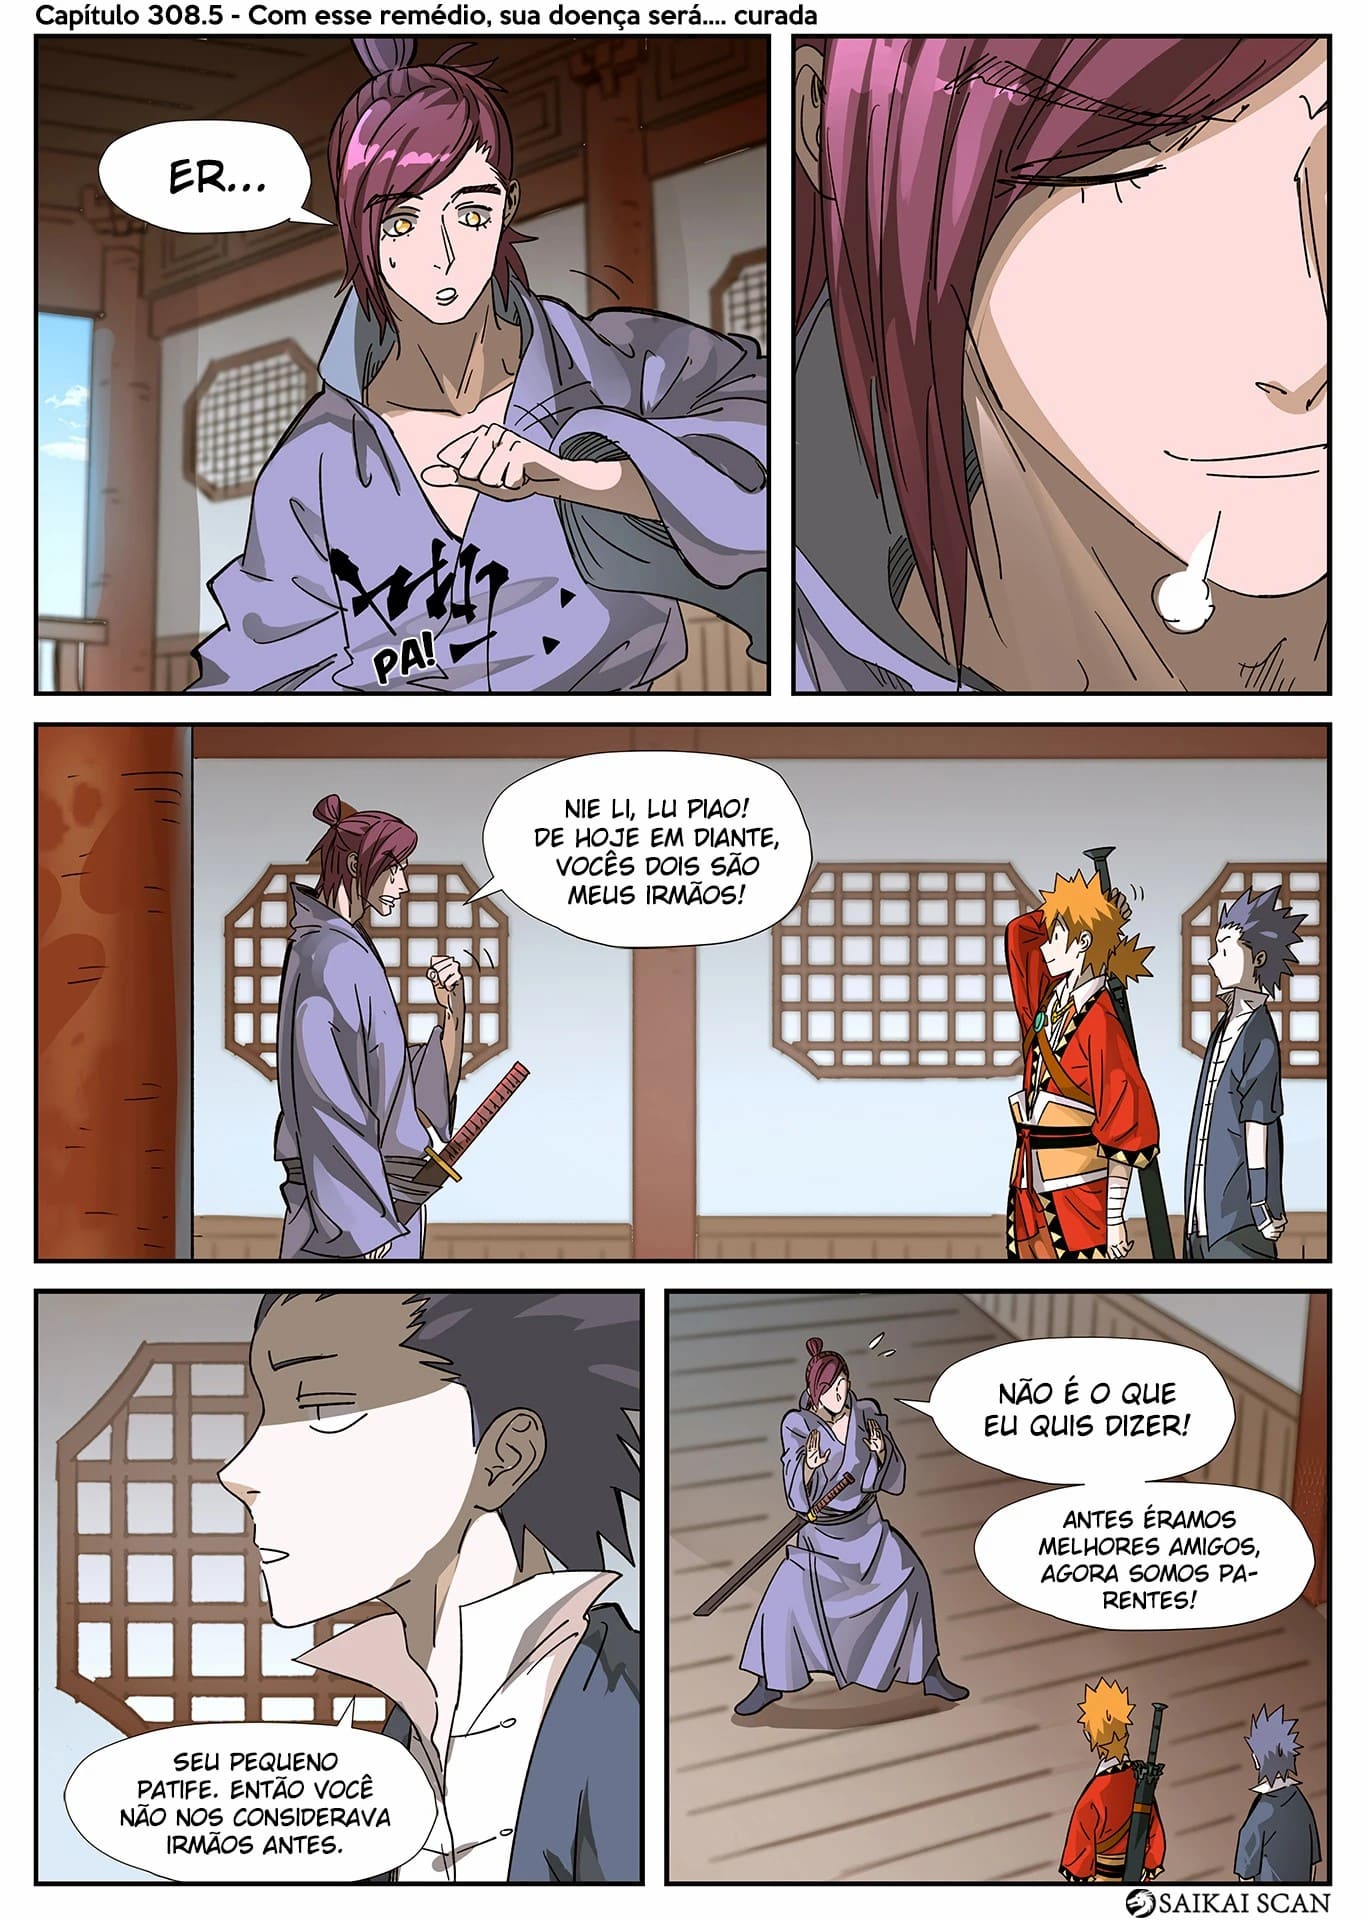 Capítulo 308.5 - Com esse remédio, sua doença será.... curada
ER...
PA!
NIE LI, LU PIAO!
DE HOJE EM DIANTE,
VOCÊS DOIS SÃO
MEUS IRMÃOS!
SEU PEQUENO
PATIFE. ENTÃO VOCÊ
NÃO NOS CONSIDERAVA
IRMÃOS ANTES.
NÃO É O QUE
EU QUIS DIZER!
ANTES ÉRAMOS
MELHORES AMIGOS,
AGORA SOMOS PA-
RENTES!
SAIKAI SCAN